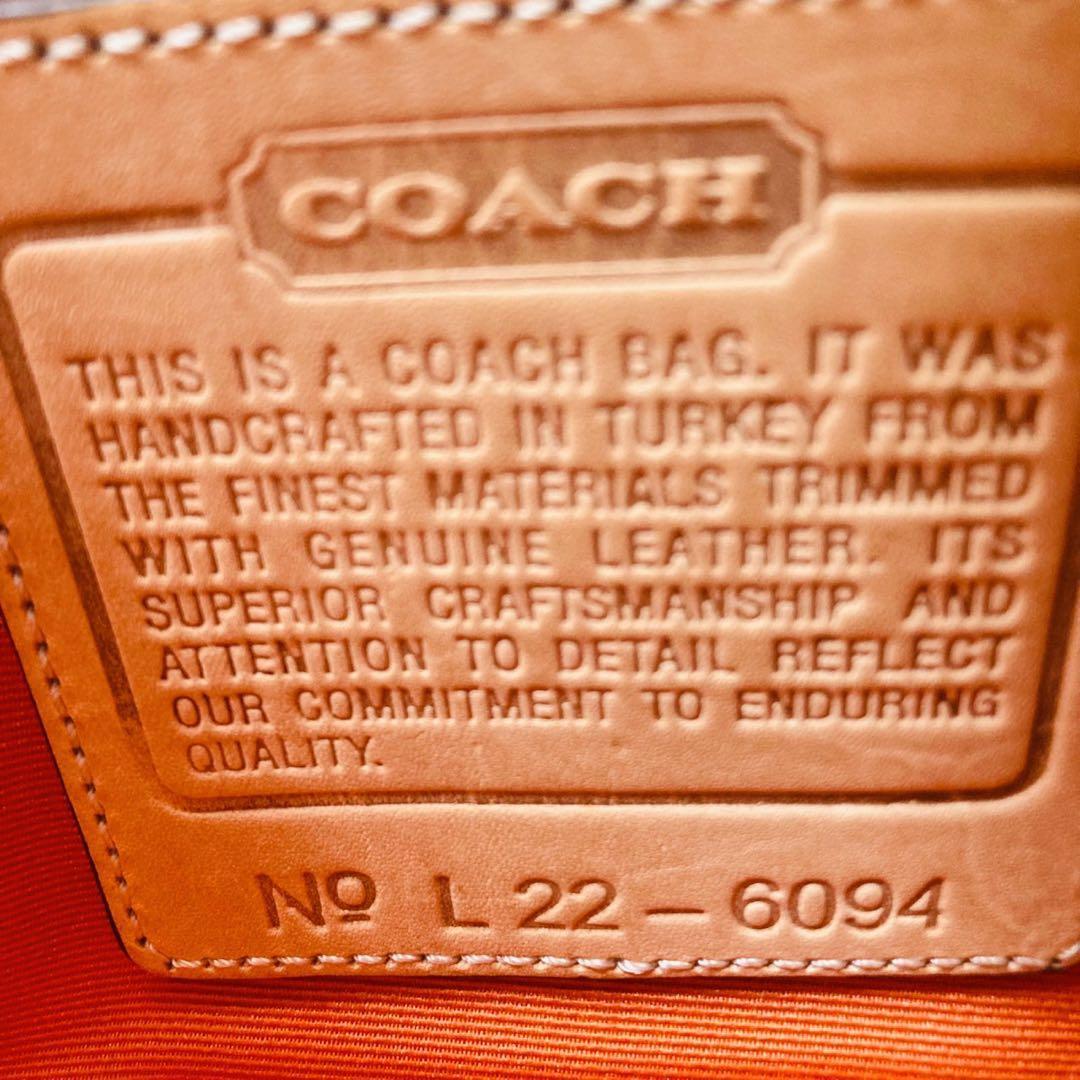 COACH
THIS IS A COACH BAG. IT WAS
HANDCRAFTED IN TURKEY FROM
THE FINEST MATERIALS TRIMMED
WITH GENUINE LEATHER. ITS
SUPERIOR CRAFTSMANSHIP AND
ATTENTION TO DETAIL REFLECT
OUR COMMITMENT TO ENDURING
QUALITY.
Nº L22-6094